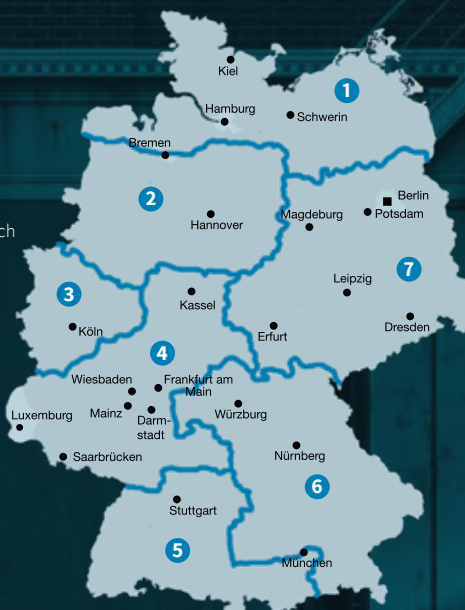 Kiel
1
Hamburg
Schwerin
Bremen
2
Berlin
Potsdam
Hannover
Magdeburg
ch
7
3
Leipzig
Kassel
Köln
Erfurt
Dresden
4
Wiesbaden
Frankfurt am
Main
Mainz
Darm-
stadt
Würzburg
Luxemburg
Saarbrücken
Nürnberg
6
Stuttgart
5
München